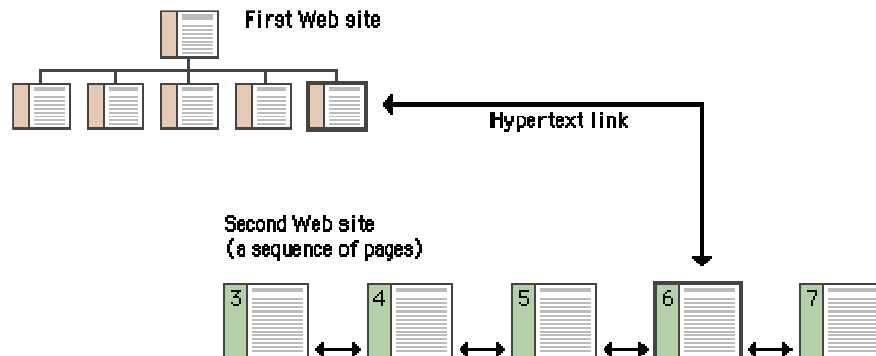 First Web site
Hypertext link
Second Web site
(a sequence of pages)
3 4 5 6 7